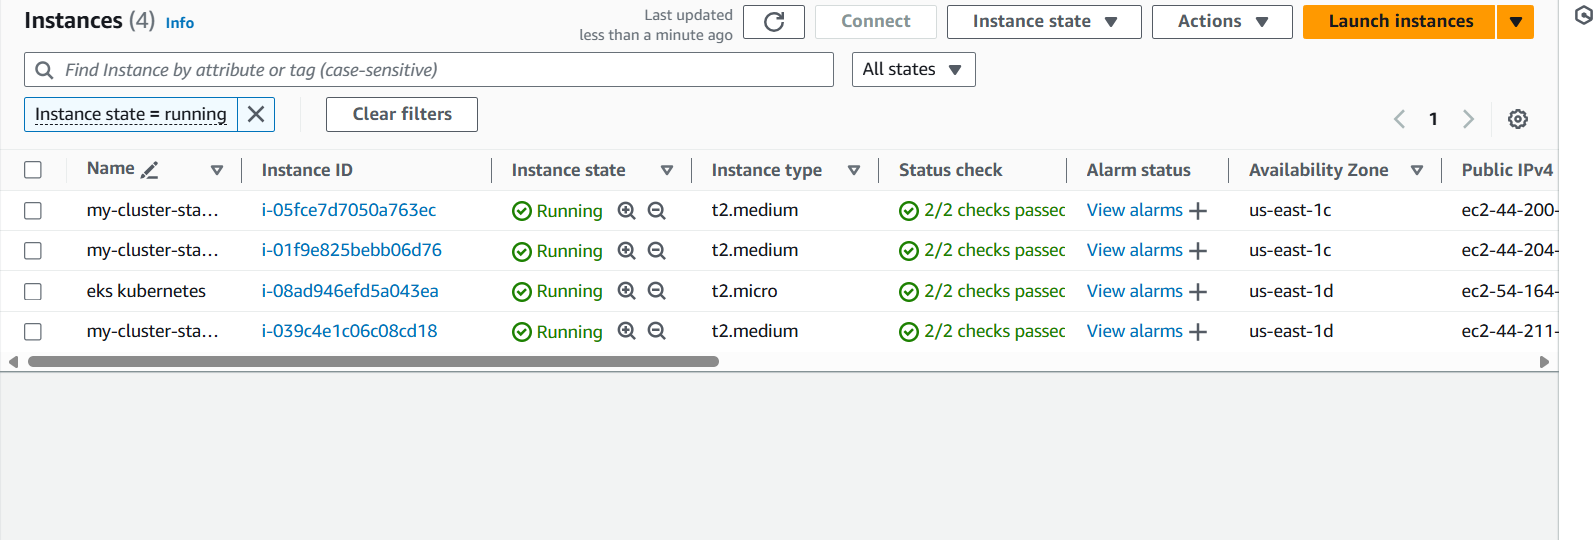 Instances (4) Info
Last updated
less than a minute ago
Connect
Instance state
Actions
Launch instances
Find Instance by attribute or tag (case-sensitive)
All states
Instance state = running
Clear filters
1
Name Instance ID Instance state Instance type Status check Alarm status Availability Zone Public IPv4
my-cluster-sta... i-05fce7d7050a763ec Running t2.medium 2/2 checks passec View alarms + us-east-1c ec2-44-200-
my-cluster-sta... i-01f9e825bebb06d76 Running t2.medium 2/2 checks passec View alarms + us-east-1c ec2-44-204-
eks kubernetes i-08ad946efd5a043ea Running t2.micro 2/2 checks passec View alarms + us-east-1d ec2-54-164-
my-cluster-sta... i-039c4e1c06c08cd18 Running t2.medium 2/2 checks passec View alarms + us-east-1d ec2-44-211-